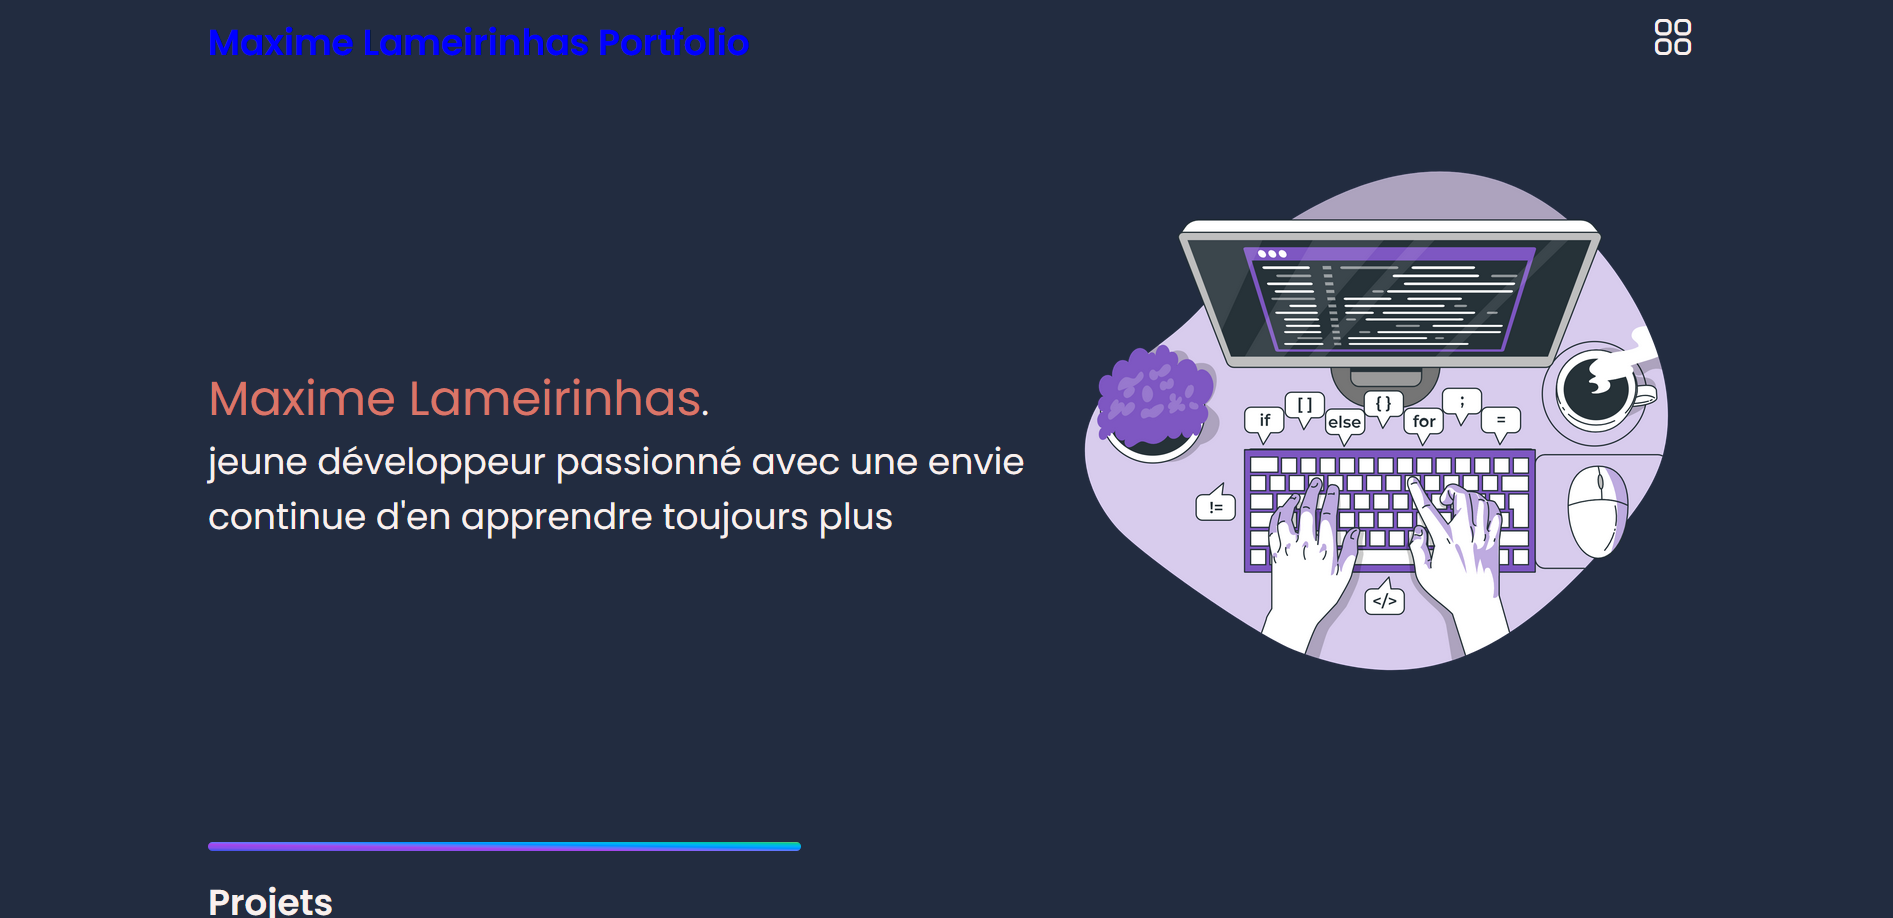 Maxime Lameirinhas Portfolio
Maxime Lameirinhas.
jeune développeur passionné avec une envie
continue d'en apprendre toujours plus
if
[ ]
else
{ }
for
;
=
!=
</>
Projets